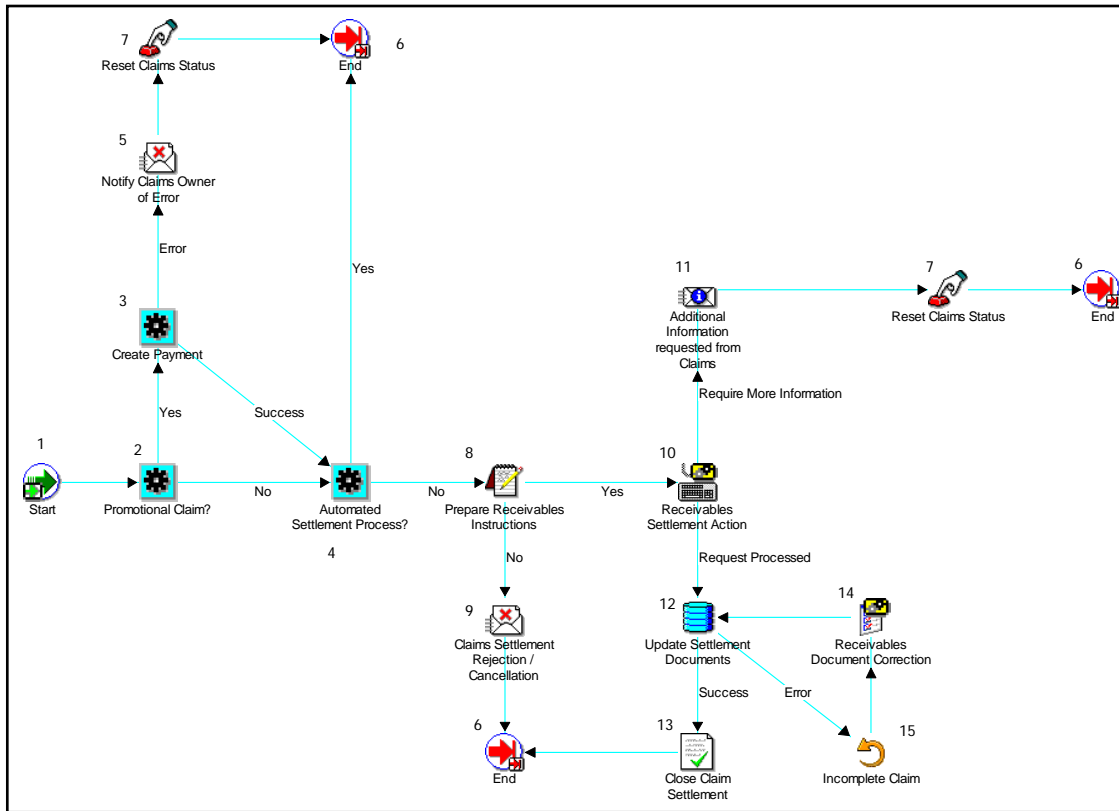 7
Reset Claims Status
6
End
5
Notify Claims Owner
of Error
Error
Yes
3
Create Payment
11
Additional
Information
requested from
Claims
7
Reset Claims Status
6
End
Require More Information
Yes
Success
1
Start
2
Promotional Claim?
No
Automated
Settlement Process?
4
No
8
Prepare Receivables
Instructions
Yes
10
Receivables
Settlement Action
No
Request Processed
9
Claims Settlement
Rejection /
Cancellation
12
Update Settlement
Documents
14
Receivables
Document Correction
Success
Error
6
End
13
Close Claim
Settlement
15
Incomplete Claim